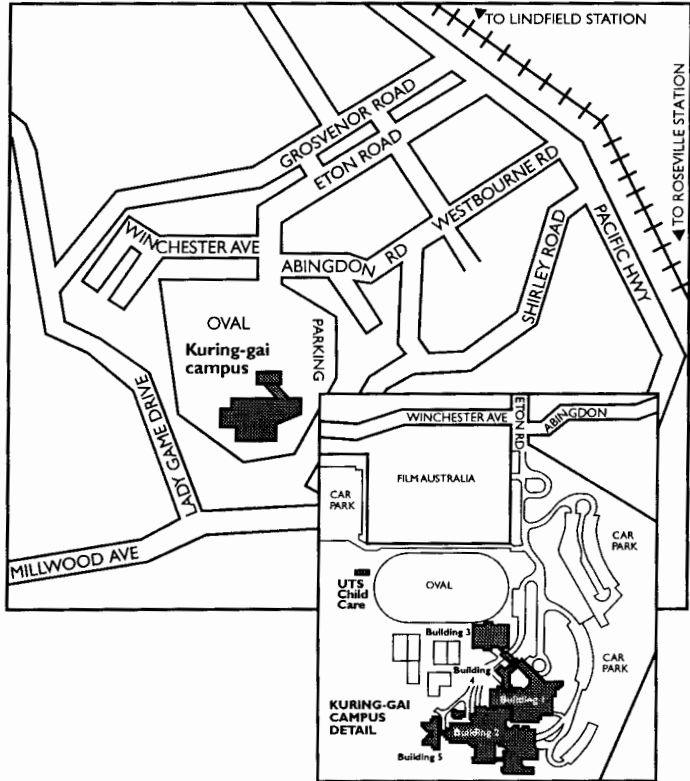 TO LINDFIELD STATION
TO ROSEVILLE STATION
GROSVENOR ROAD
ETON ROAD
WESTBOURNE RD
WINCHESTER AVE
ABINGDON RD
SHIRLEY ROAD
PACIFIC HWY
OVAL
PARKING
Kuring-gai
campus
LADY GAME DRIVE
MILLWOOD AVE
WINCHESTER AVE
ETON RD
ABINGDON
FILM AUSTRALIA
CAR
PARK
CAR
PARK
UTS
Child
Care
OVAL
Building 3
Building
4
CAR
PARK
Building 1
KURING-GAI
CAMPUS
DETAIL
Building 2
Building 5